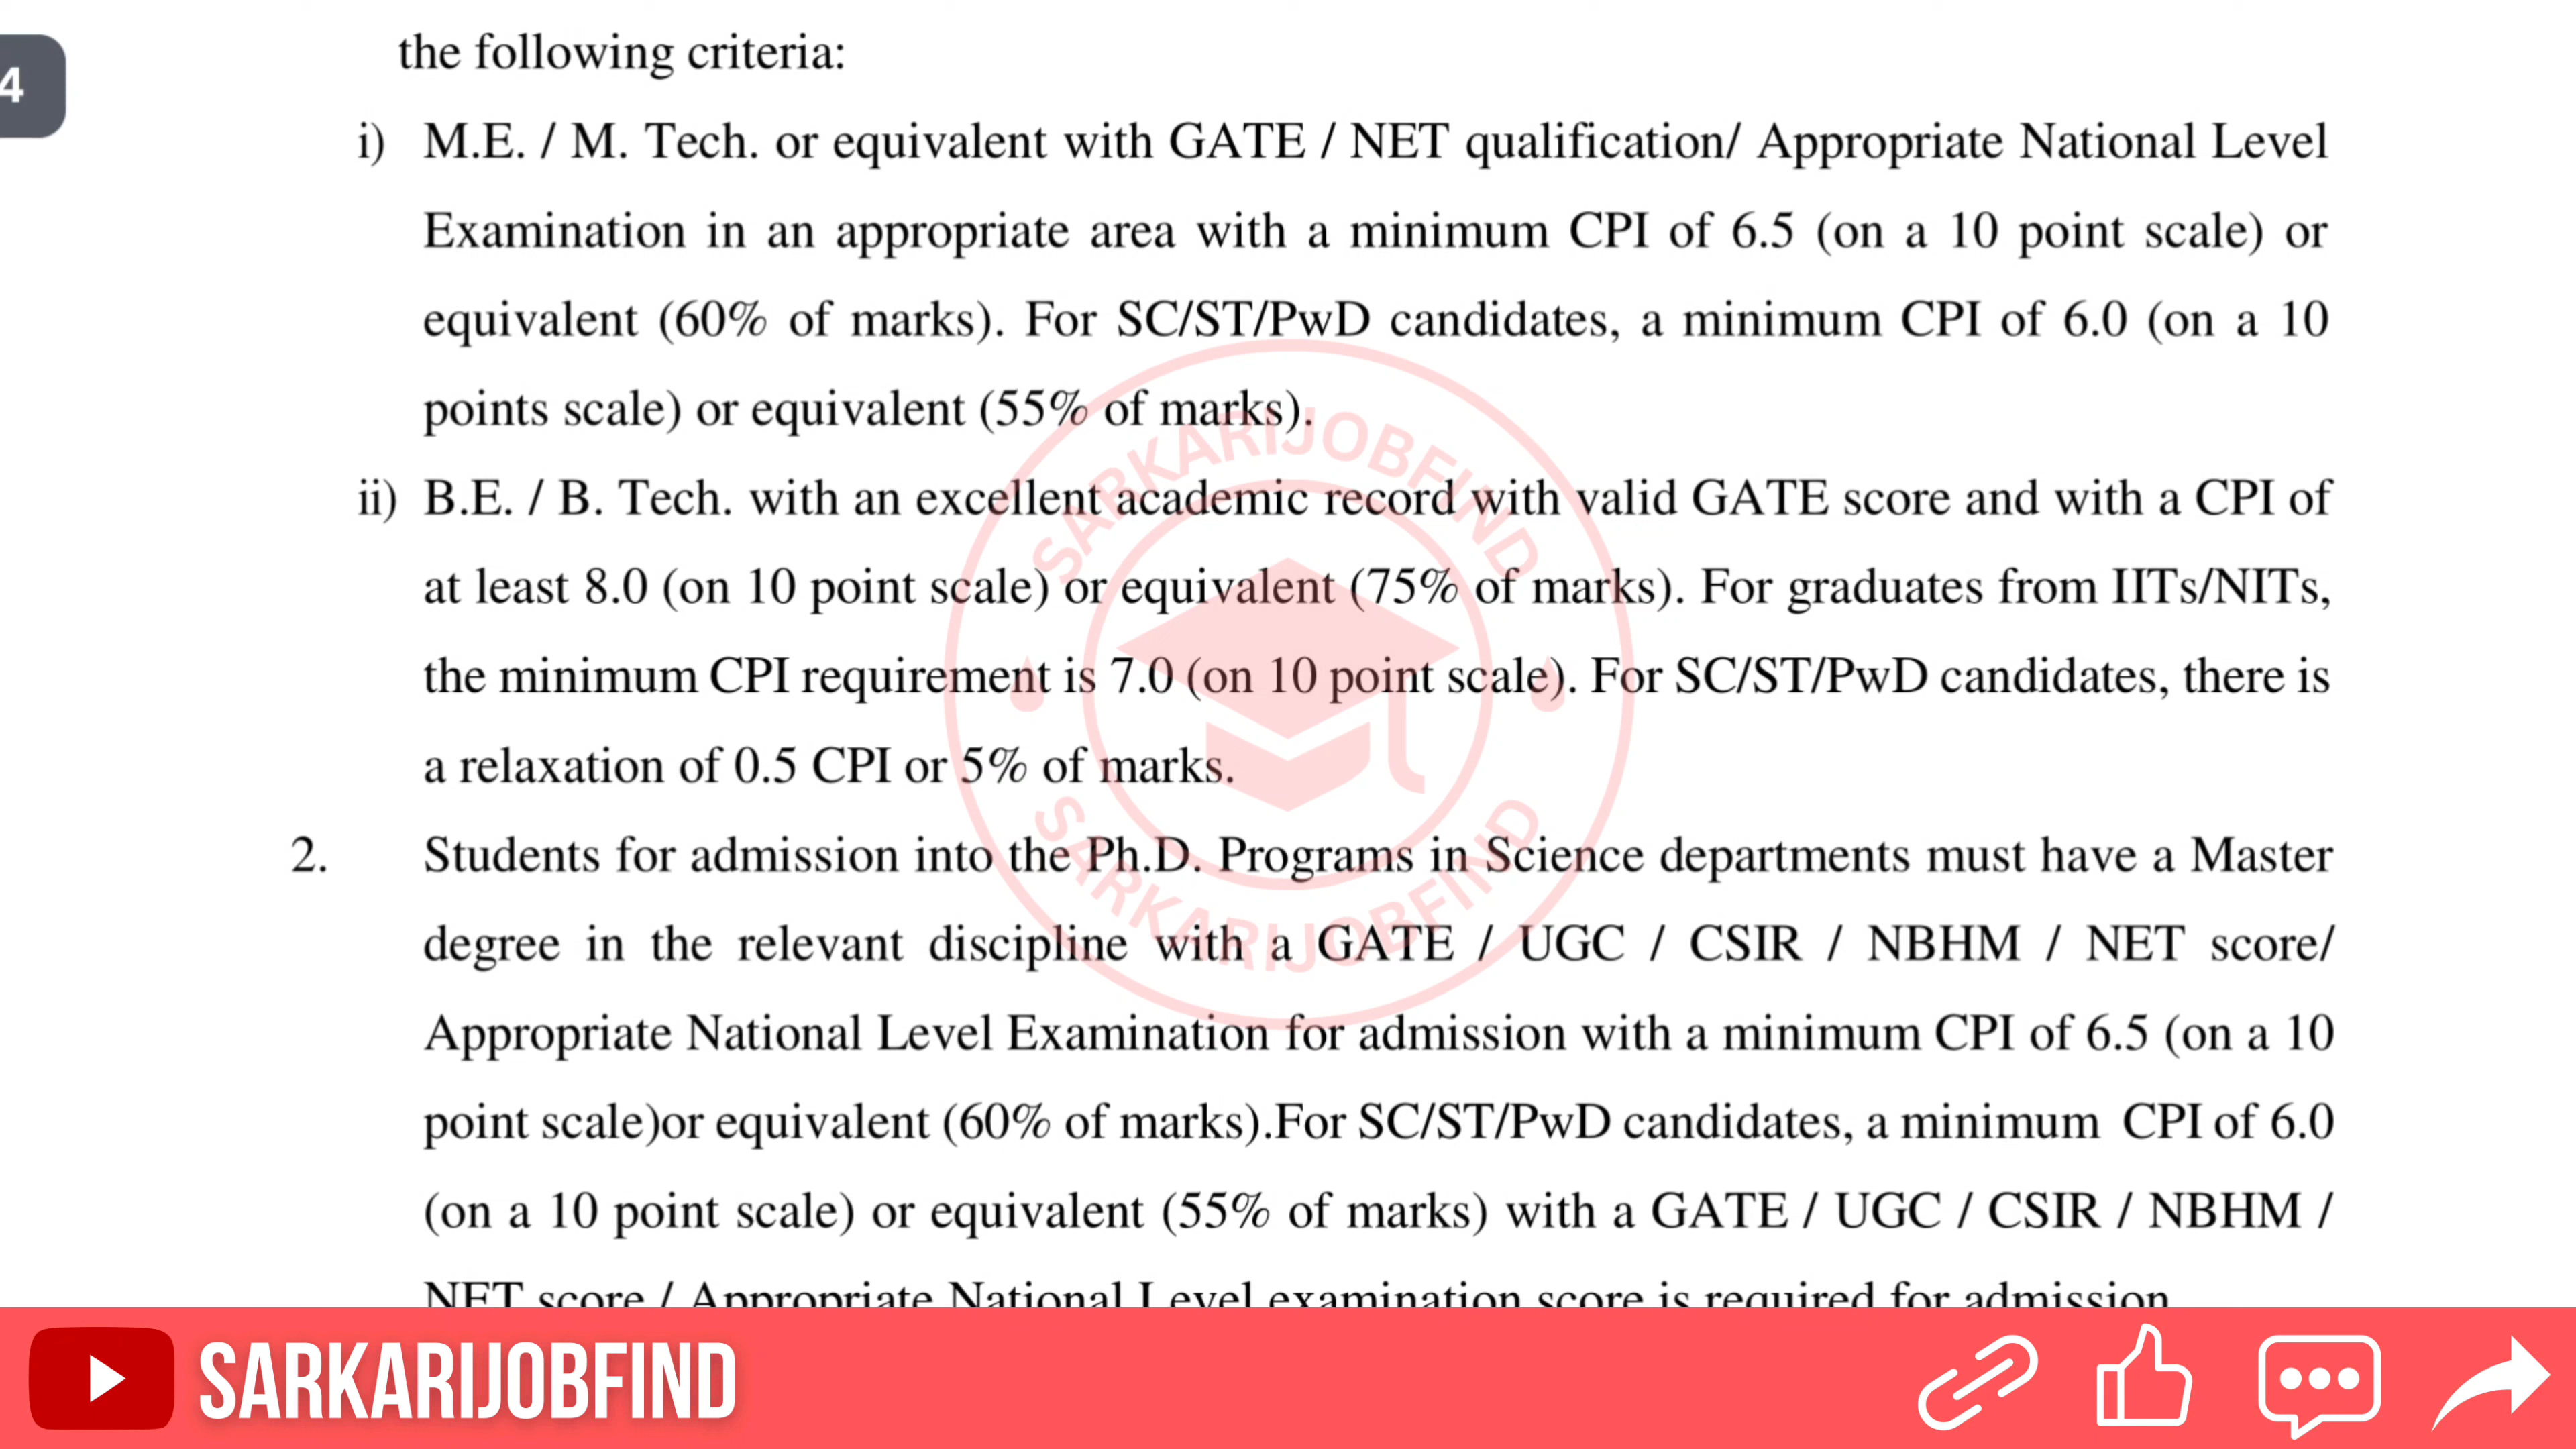 the following criteria:
4
i) M.E. / M. Tech. or equivalent with GATE / NET qualification/ Appropriate National Level
Examination in an appropriate area with a minimum CPI of 6.5 (on a 10 point scale) or
equivalent (60% of marks). For SC/ST/PwD candidates, a minimum CPI of 6.0 (on a 10
points scale) or equivalent (55% of marks).
ii) B.E. / B. Tech. with an excellent academic record with valid GATE score and with a CPI of
at least 8.0 (on 10 point scale) or equivalent (75% of marks). For graduates from IITs/NITs,
the minimum CPI requirement is 7.0 (on 10 point scale). For SC/ST/PwD candidates, there is
a relaxation of 0.5 CPI or 5% of marks.
2. Students for admission into the Ph.D. Programs in Science departments must have a Master
degree in the relevant discipline with a GATE / UGC / CSIR / NBHM / NET score/
Appropriate National Level Examination for admission with a minimum CPI of 6.5 (on a 10
point scale)or equivalent (60% of marks).For SC/ST/PwD candidates, a minimum CPI of 6.0
(on a 10 point scale) or equivalent (55% of marks) with a GATE / UGC / CSIR / NBHM /
NET score / Appropriate National Level examination score is required for admission
SARKARIJOBFIND
SARKARIJOBFIND
SARKARIJOBFIND